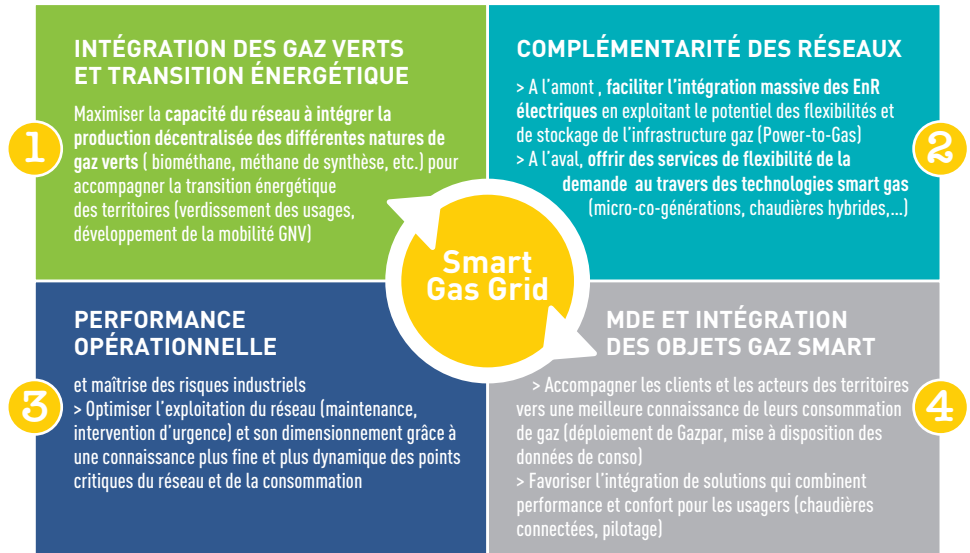 INTÉGRATION DES GAZ VERTS
ET TRANSITION ÉNERGÉTIQUE
Maximiser la capacité du réseau à intégrer la
production décentralisée des différentes natures de
gaz verts ( biométhane, méthane de synthèse, etc.) pour
accompagner la transition énergétique
des territoires (verdissement des usages,
développement de la mobilité GNV)
1
COMPLÉMENTARITÉ DES RÉSEAUX
> A l'amont , faciliter l'intégration massive des EnR
électriques en exploitant le potentiel des flexibilités et
de stockage de l'infrastructure gaz (Power-to-Gas)
> A l'aval, offrir des services de flexibilité de la
demande au travers des technologies smart gas
(micro-co-générations, chaudières hybrides,...)
2
Smart
Gas Grid
PERFORMANCE
OPÉRATIONNELLE
et maîtrise des risques industriels
> Optimiser l'exploitation du réseau (maintenance,
intervention d'urgence) et son dimensionnement grâce à
une connaissance plus fine et plus dynamique des points
critiques du réseau et de la consommation
3
MDE ET INTÉGRATION
DES OBJETS GAZ SMART
> Accompagner les clients et les acteurs des territoires
vers une meilleure connaissance de leurs consommation
de gaz (déploiement de Gazpar, mise à disposition des
données de conso)
> Favoriser l'intégration de solutions qui combinent
performance et confort pour les usagers (chaudières
connectées, pilotage)
4